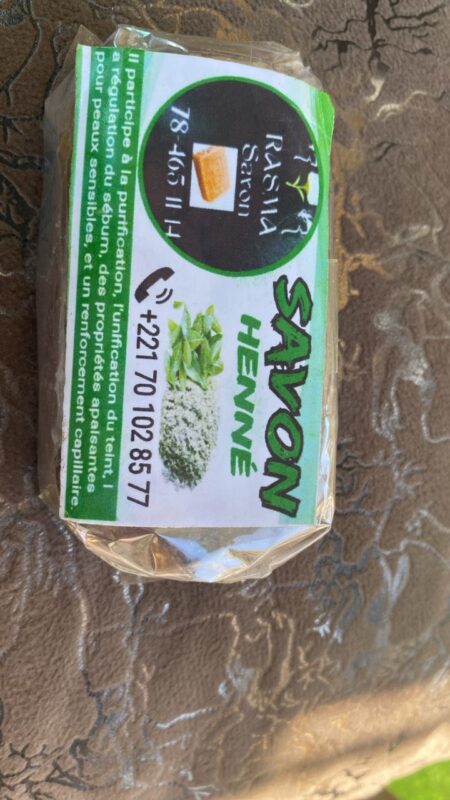 RASMA
Savon
78 465 11 14
SAVON
HENNÉ
+221 70 102 85 77
Il participe à la purification, l'unification du teint, l
a régulation du sébum, des propriétés apaisantes
pour peaux sensibles, et un renforcement capillaire.